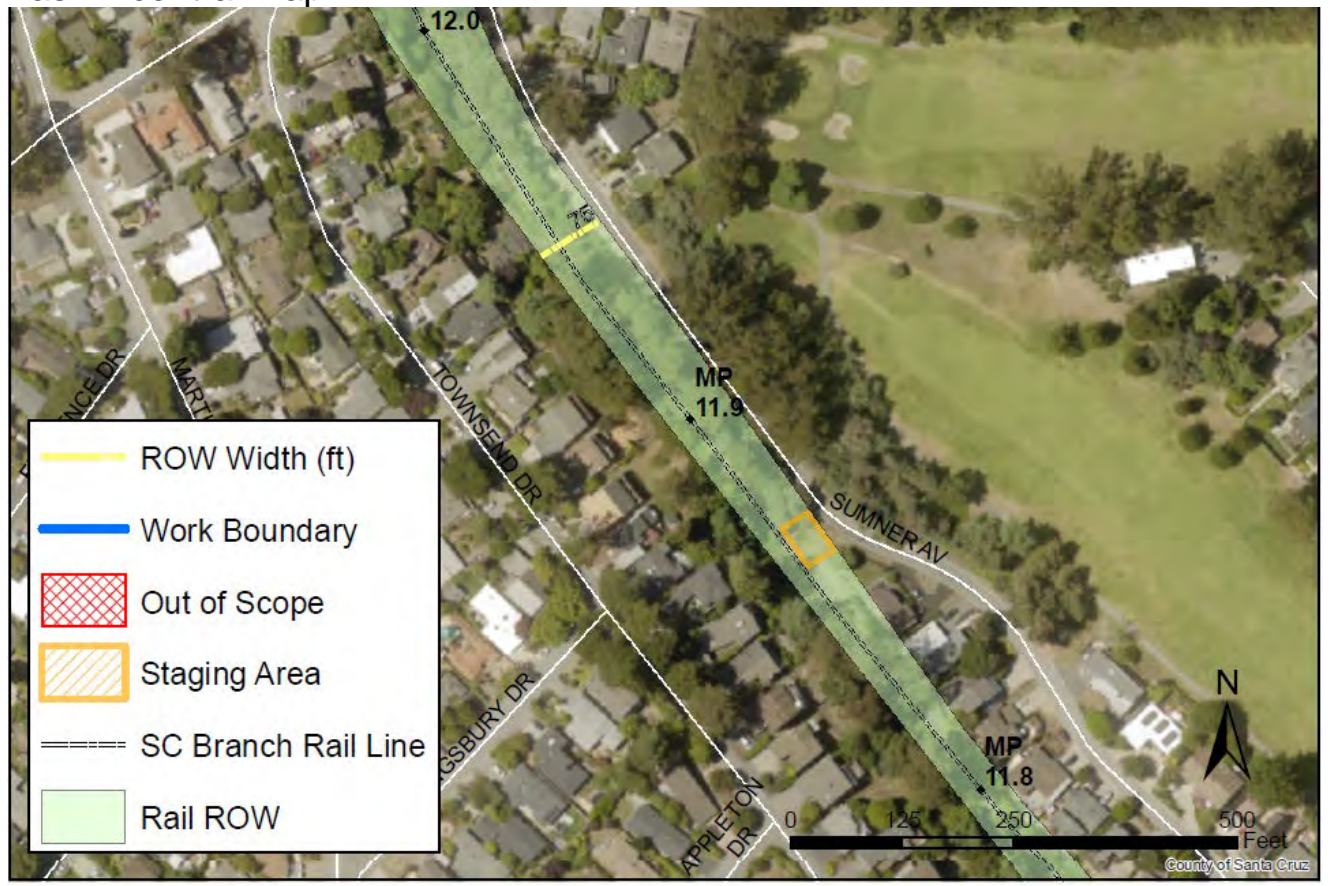 12.0
75
MP
11.9
TOWNSEND DR
SUMNER AV
ROW Width (ft)
Work Boundary
Out of Scope
Staging Area
SC Branch Rail Line
Rail ROW
APPLETON
DR
MP
11.8
N
0 125 250 500
Feet
County of Santa Cruz